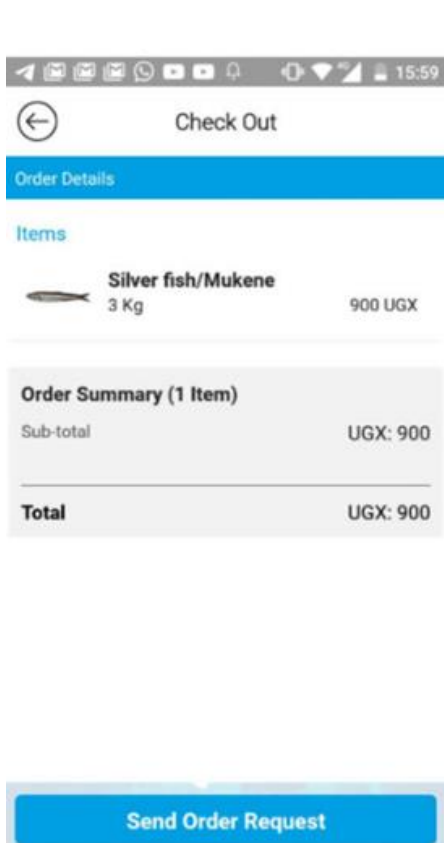 15:59
Check Out
Order Details
Items
Silver fish/Mukene
3 Kg 900 UGX
Order Summary (1 Item)
Sub-total UGX: 900
Total UGX: 900
Send Order Request